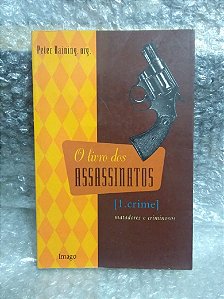 Peter Haining, org.
O livro dos
ASSASSINATOS
[1.crime]
matadores e criminosos
Imago